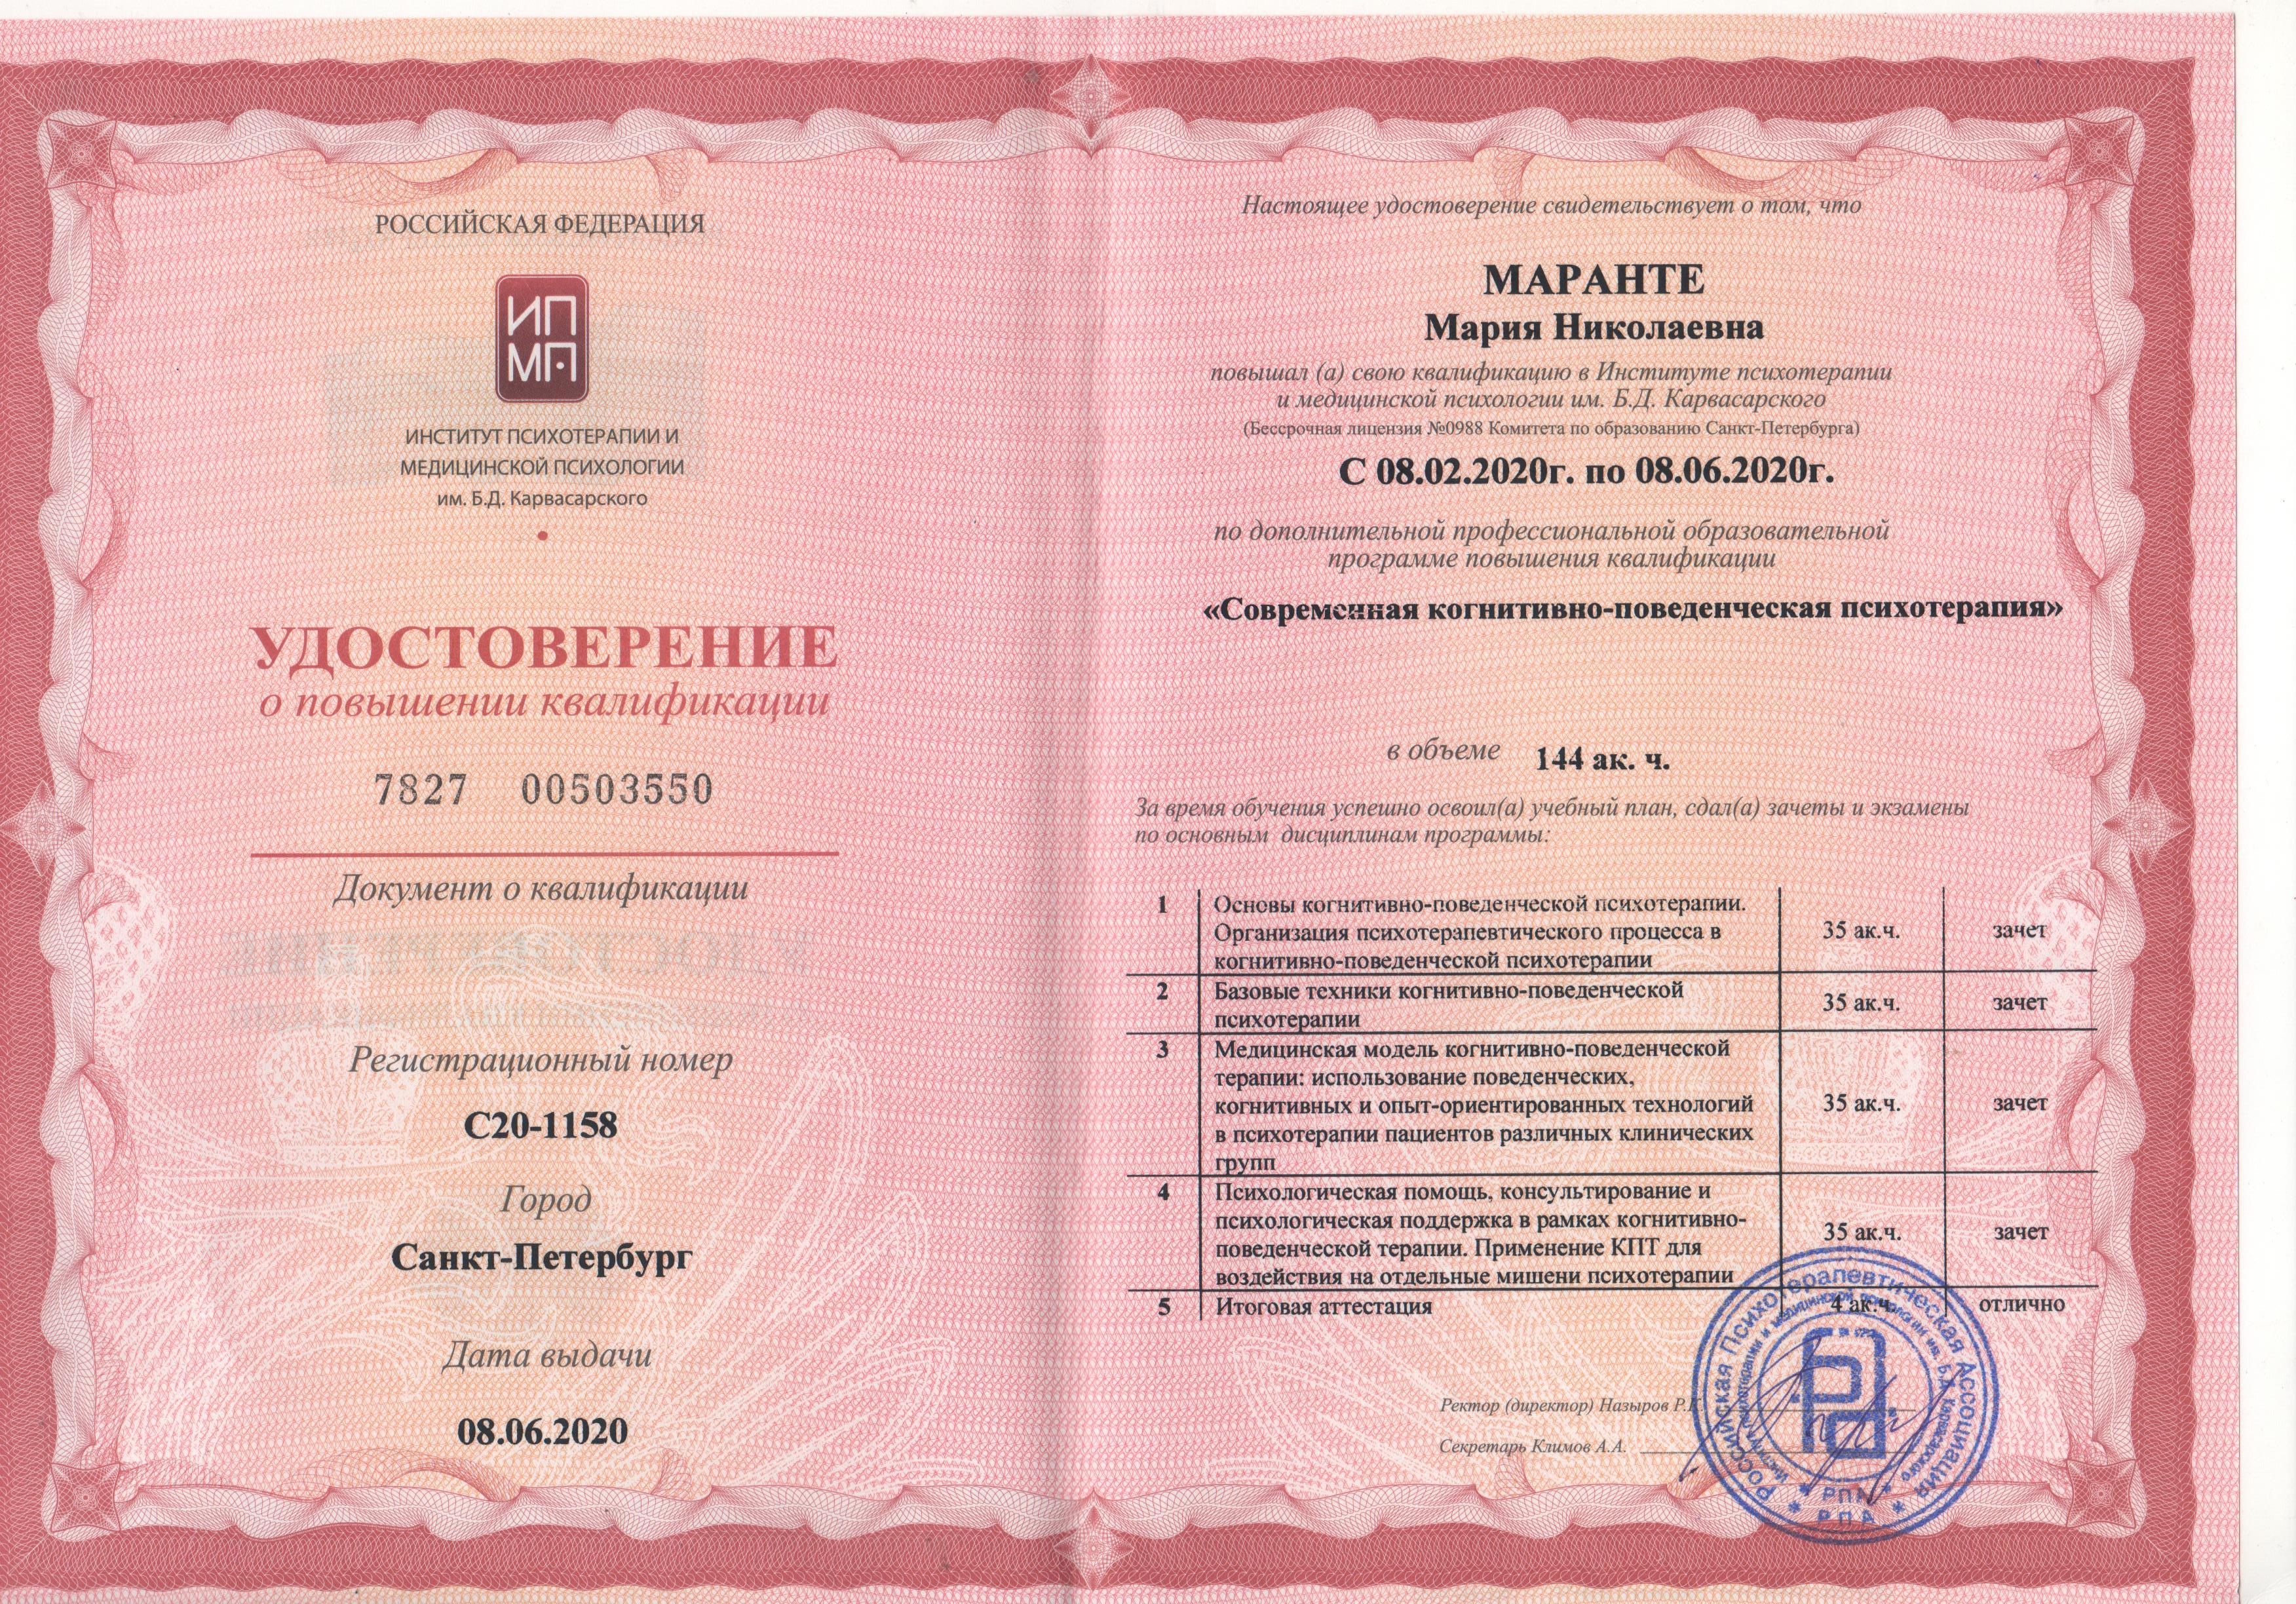 РОССИЙСКАЯ ФЕДЕРАЦИЯ
ИП
МП
ИНСТИТУТ ПСИХОТЕРАПИИ И
МЕДИЦИНСКОЙ ПСИХОЛОГИИ
им. Б.Д. Карвасарского
УДОСТОВЕРЕНИЕ
о повышении квалификации
7827 00503550
Документ о квалификации
Регистрационный номер
С20-1158
Город
Санкт-Петербург
Дата выдачи
08.06.2020
Настоящее удостоверение свидетельствует о том, что
МАРАНТЕ
Мария Николаевна
повышал (а) свою квалификацию в Институте психотерапии
и медицинской психологии им. Б.Д. Карвасарского
(Бессрочная лицензия №0988 Комитета по образованию Санкт-Петербурга)
С 08.02.2020г. по 08.06.2020г.
по дополнительной профессиональной образовательной
программе повышения квалификации
«Современная когнитивно-поведенческая психотерапия»
в объеме 144 ак. ч.
За время обучения успешно освоил(а) учебный план, сдал(а) зачеты и экзамены
по основным дисциплинам программы:
1 Основы когнитивно-поведенческой психотерапии.
Организация психотерапевтического процесса в 35 ак.ч. зачет
когнитивно-поведенческой психотерапии
2 Базовые техники когнитивно-поведенческой 35 ак.ч. зачет
психотерапии
3 Медицинская модель когнитивно-поведенческой
терапии: использование поведенческих,
когнитивных и опыт-ориентированных технологий 35 ак.ч. зачет
в психотерапии пациентов различных клинических
групп
4 Психологическая помощь, консультирование и
психологическая поддержка в рамках когнитивно- 35 ак.ч. зачет
поведенческой терапии. Применение КПТ для
воздействия на отдельные мишени психотерапии
5 Итоговая аттестация 4 ак.ч. отлично
Ректор (директор) Назыров Р.К.
Секретарь Климов А.А.
Российская Психотерапевтическая Ассоциация
Институт психотерапии и медицинской психологии им. Б.Д. Карвасарского
РПА
РПА